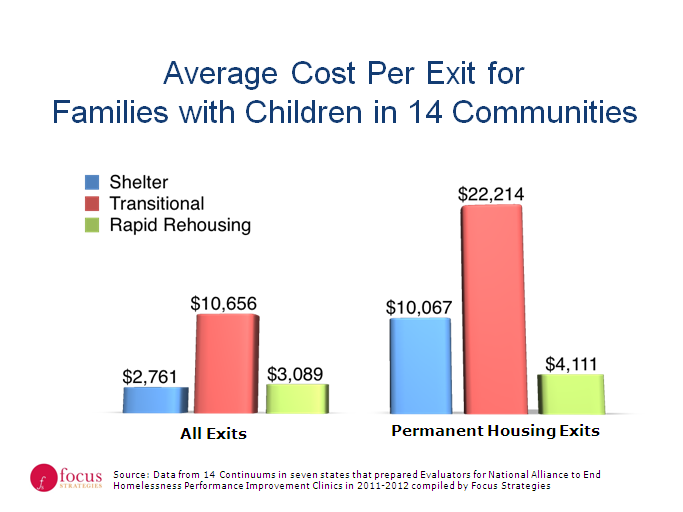 Average Cost Per Exit for
Families with Children in 14 Communities
Shelter
Transitional
Rapid Rehousing
$2,761
$10,656
$3,089
$10,067
$22,214
$4,111
All Exits
Permanent Housing Exits
focus
STRATEGIES
Source: Data from 14 Continuums in seven states that prepared Evaluators for National Alliance to End
Homelessness Performance Improvement Clinics in 2011-2012 compiled by Focus Strategies